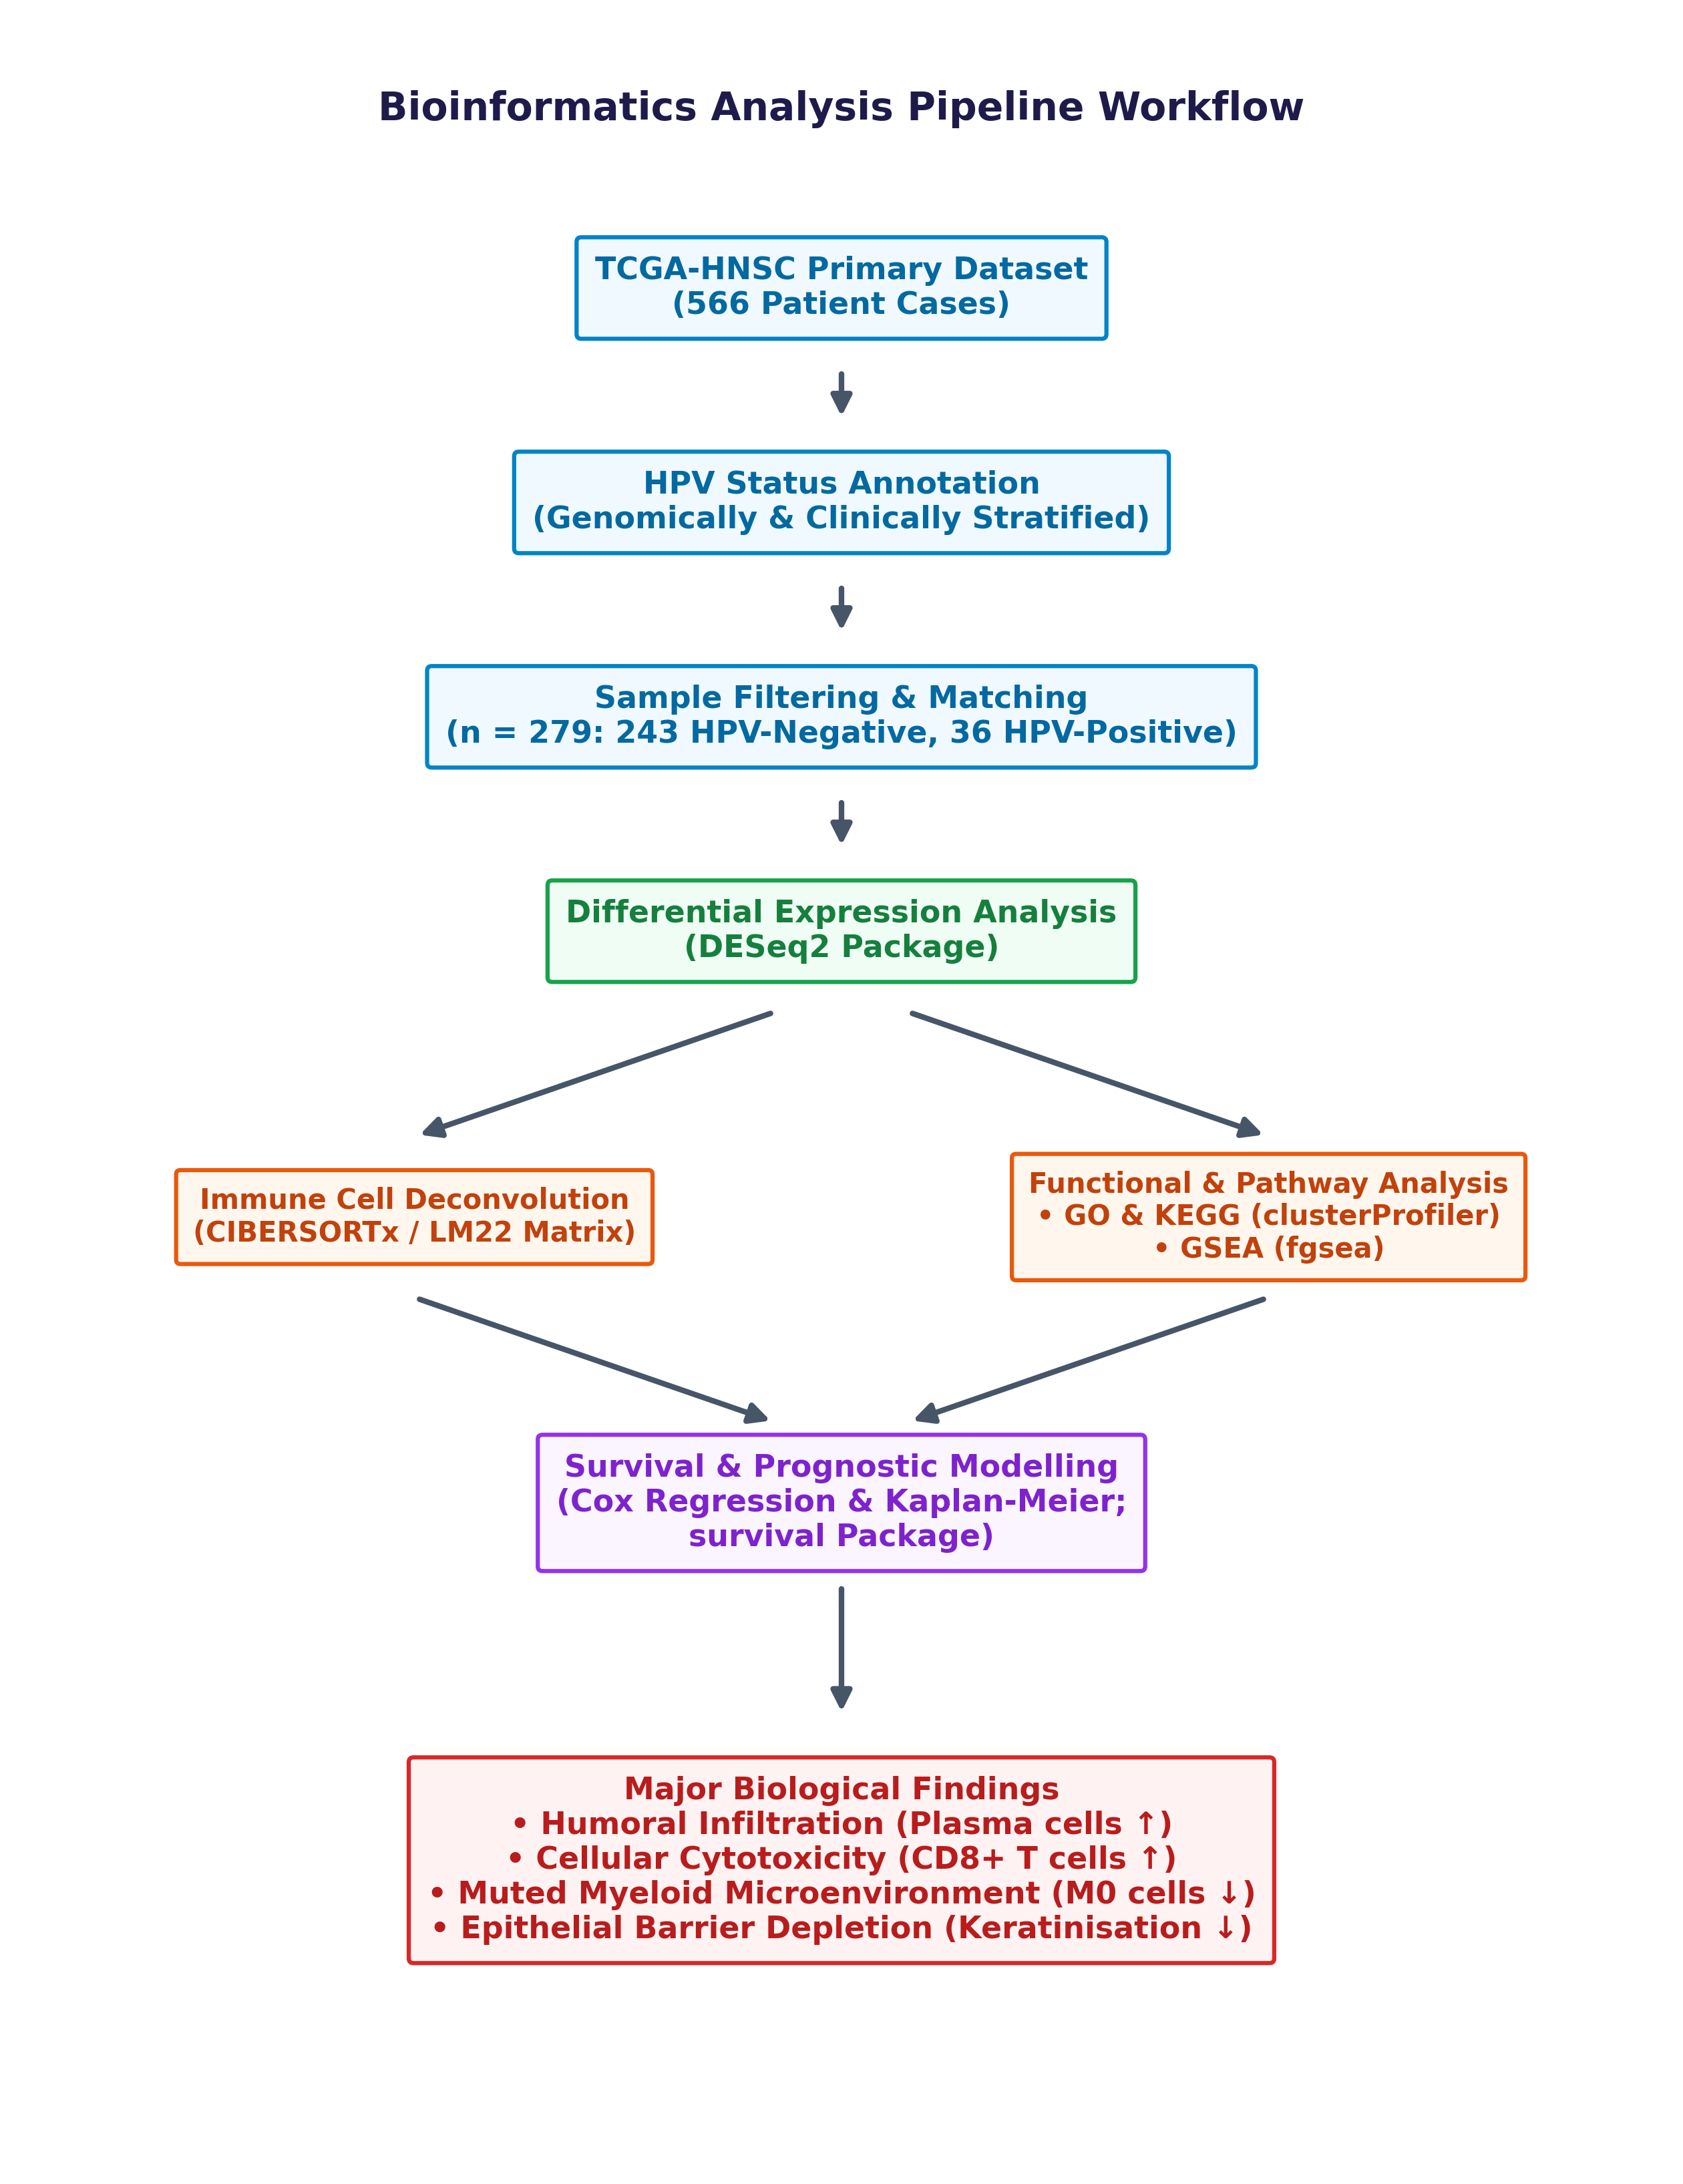 Bioinformatics Analysis Pipeline Workflow
TCGA-HNSC Primary Dataset
(566 Patient Cases)
HPV Status Annotation
(Genomically & Clinically Stratified)
Sample Filtering & Matching
(n = 279: 243 HPV-Negative, 36 HPV-Positive)
Differential Expression Analysis
(DESeq2 Package)
Immune Cell Deconvolution
(CIBERSORTx / LM22 Matrix)
Functional & Pathway Analysis
• GO & KEGG (clusterProfiler)
• GSEA (fgsea)
Survival & Prognostic Modelling
(Cox Regression & Kaplan-Meier;
survival Package)
Major Biological Findings
• Humoral Infiltration (Plasma cells ↑)
• Cellular Cytotoxicity (CD8+ T cells ↑)
• Muted Myeloid Microenvironment (M0 cells ↓)
• Epithelial Barrier Depletion (Keratinisation ↓)